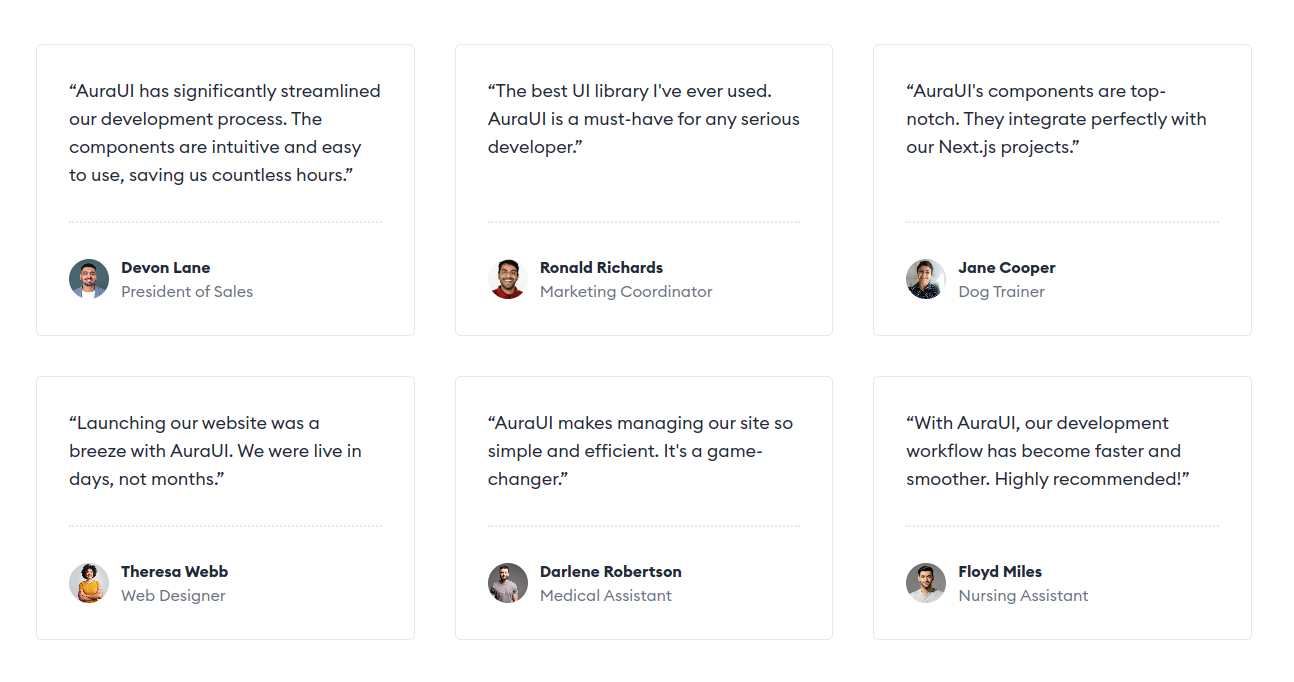 “AuraUI has significantly streamlined
our development process. The
components are intuitive and easy
to use, saving us countless hours.”
Devon Lane
President of Sales
“The best UI library I've ever used.
AuraUI is a must-have for any serious
developer.”
Ronald Richards
Marketing Coordinator
“AuraUI's components are top-
notch. They integrate perfectly with
our Next.js projects.”
Jane Cooper
Dog Trainer
“Launching our website was a
breeze with AuraUI. We were live in
days, not months.”
Theresa Webb
Web Designer
“AuraUI makes managing our site so
simple and efficient. It's a game-
changer.”
Darlene Robertson
Medical Assistant
“With AuraUI, our development
workflow has become faster and
smoother. Highly recommended!”
Floyd Miles
Nursing Assistant